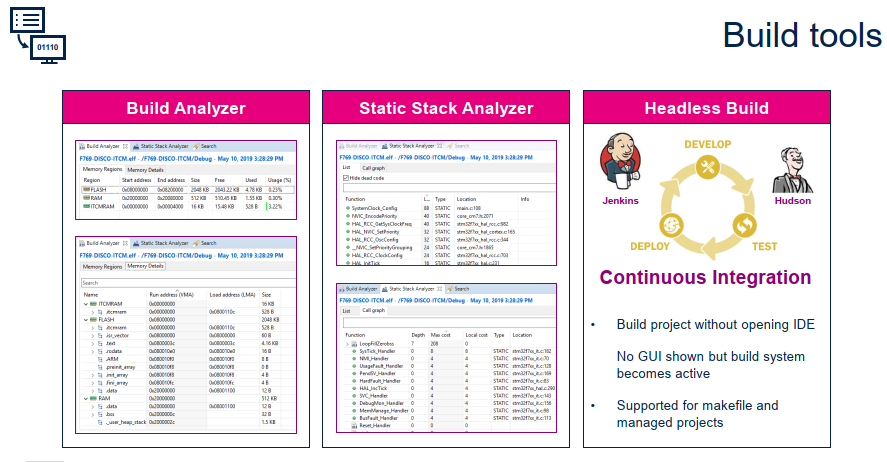 01110
Build tools
Build Analyzer
Build Analyzer Static Stack Analyzer Search
F769-DISCO-ITCM.elf - /F769-DISCO-ITCM/Debug - May 10, 2019 3:28:29 PM
Memory Regions Memory Details
Region Start address End address Size Free Used Usage (%)
FLASH 0x08000000 0x08200000 2048 KB 2043.22 KB 4.78 KB 0.23%
RAM 0x20000000 0x20080000 512 KB 510.45 KB 1.55 KB 0.30%
ITCMRAM 0x00000000 0x00004000 16 KB 15.48 KB 528 B 3.22%
Build Analyzer Static Stack Analyzer Search
F769-DISCO-ITCM.elf - /F769-DISCO-ITCM/Debug - May 10, 2019 3:28:29 PM
Memory Regions Memory Details
Search
Name Run address (VMA) Load address (LMA) Size
ITCMRAM 0x00000000 16 KB
.itcmram 0x00000000 0x0800110c 528 B
FLASH 0x08000000 2048 KB
.itcmram 0x00000000 0x0800110c 528 B
.isr_vector 0x08000000 0x08000000
.text 0x0800003c 0x0800003c 4.16 KB
.rodata 0x080010e0 0x080010e0 16 B
.ARM 0x080010f0 0x080010f0 8 B
.preinit_array 0x080010f8 0x080010f8 0 B
.init_array 0x080010f8 0x080010f8 4 B
.fini_array 0x080010fc 0x080010fc 4 B
.data 0x20000000 0x08001100 12 B
RAM 0x20000000 512 KB
.data 0x20000000 0x08001100 12 B
.bss 0x2000000c 32 B
._user_heap_stack 0x2000002c 1.5 KB
Static Stack Analyzer
Build Analyzer Static Stack Analyzer Search
F769-DISCO-ITCM.elf - /F769-DISCO-ITCM/Debug - May 10, 2019 3:28:29 PM
List Call graph
Hide dead code
Function L... Type Location Info
SystemClock_Config 88 STATIC main.c:108
NVIC_EncodePriority 40 STATIC core_cm7.h:2071
HAL_RCC_GetSysClockFreq 40 STATIC stm32f7xx_hal_rcc.c:982
HAL_NVIC_SetPriority 32 STATIC stm32f7xx_hal_cortex.c:165
HAL_RCC_OscConfig 32 STATIC stm32f7xx_hal_rcc.c:344
__NVIC_SetPriorityGrouping 24 STATIC core_cm7.h:1865
HAL_RCC_ClockConfig 24 STATIC stm32f7xx_hal_rcc.c:703
HAL_InitTick 16 STATIC stm32f7xx_hal.c:231
Build Analyzer Static Stack Analyzer Search
F769-DISCO-ITCM.elf - /F769-DISCO-ITCM/Debug - May 10, 2019 3:28:29 PM
List Call graph
Function Depth Max cost Local cost Type Location
LoopFillZerobss 7 208 0
SysTick_Handler 0 8 8 STATIC stm32f7xx_it.c:182
NMI_Handler 0 4 4 STATIC stm32f7xx_it.c:70
UsageFault_Handler 0 4 4 STATIC stm32f7xx_it.c:128
PendSV_Handler 0 4 4 STATIC stm32f7xx_it.c:169
HardFault_Handler 0 4 4 STATIC stm32f7xx_it.c:83
HAL_IncTick 0 4 4 STATIC stm32f7xx_hal.c:290
SVC_Handler 0 4 4 STATIC stm32f7xx_it.c:143
DebugMon_Handler 0 4 4 STATIC stm32f7xx_it.c:156
MemManage_Handler 0 4 4 STATIC stm32f7xx_it.c:98
BusFault_Handler 0 4 4 STATIC stm32f7xx_it.c:113
Reset_Handler 0 0
Headless Build
DEVELOP
Jenkins
Hudson
DEPLOY
TEST
Continuous Integration
• Build project without opening IDE
No GUI shown but build system
becomes active
• Supported for makefile and
managed projects